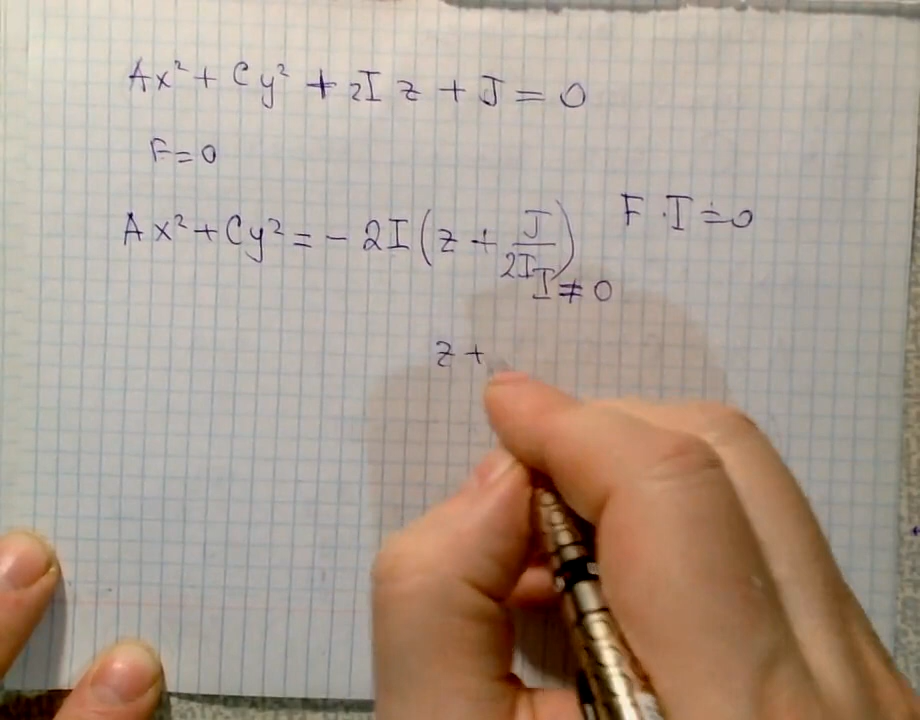 Ax² + Cy² + 2I z + J = 0
F = 0
Ax² + Cy² = - 2I (z + J/2I) F · I = 0
I ≠ 0
z +